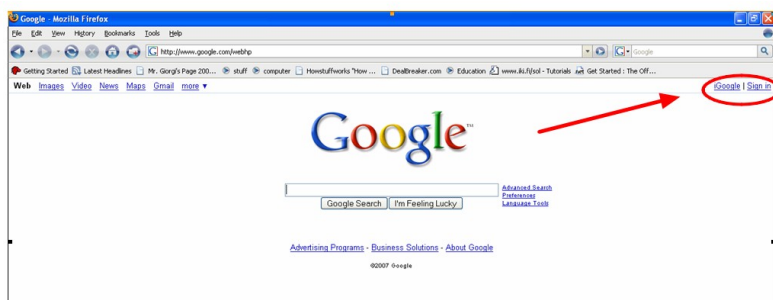 Google - Mozilla Firefox
File Edit View History Bookmarks Tools Help
http://www.google.com/webhp
Google
Getting Started Latest Headlines Mr. Giorgi's Page 200... stuff computer Howstuffworks "How ... DealBreaker.com Education www.iki.fi/sol - Tutorials Get Started : The Off...
Web Images Video News Maps Gmail more ▼
iGoogle | Sign in
Google™
Advanced Search
Preferences
Language Tools
Google Search I'm Feeling Lucky
Advertising Programs - Business Solutions - About Google
©2007 Google